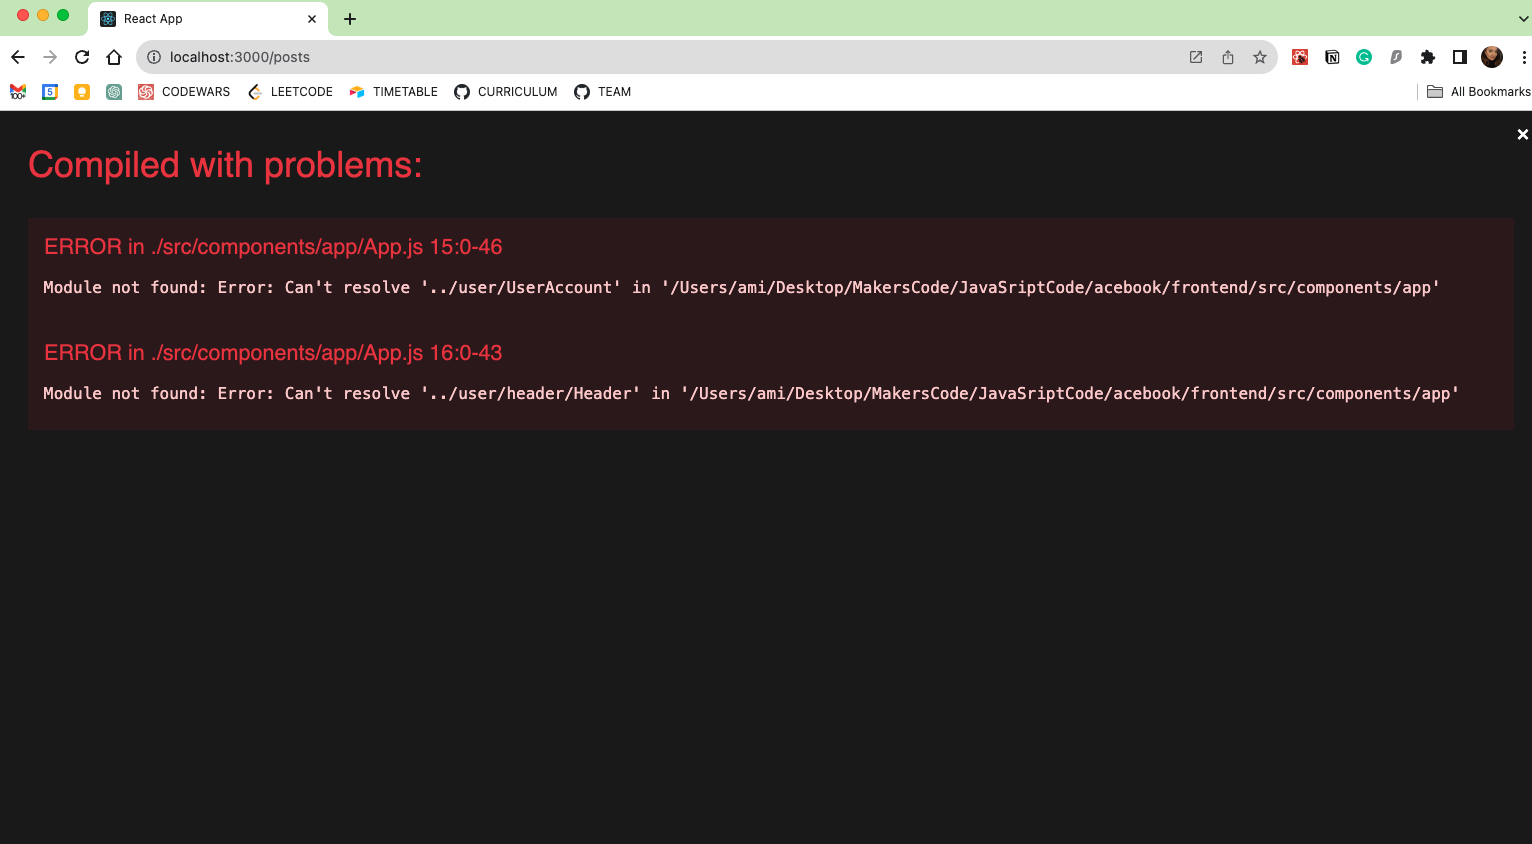 React App
localhost:3000/posts
100+
5
CODEWARS
LEETCODE
TIMETABLE
CURRICULUM
TEAM
All Bookmarks
Compiled with problems:
ERROR in ./src/components/app/App.js 15:0-46
Module not found: Error: Can't resolve '../user/UserAccount' in '/Users/ami/Desktop/MakersCode/JavaSriptCode/acebook/frontend/src/components/app'
ERROR in ./src/components/app/App.js 16:0-43
Module not found: Error: Can't resolve '../user/header/Header' in '/Users/ami/Desktop/MakersCode/JavaSriptCode/acebook/frontend/src/components/app'